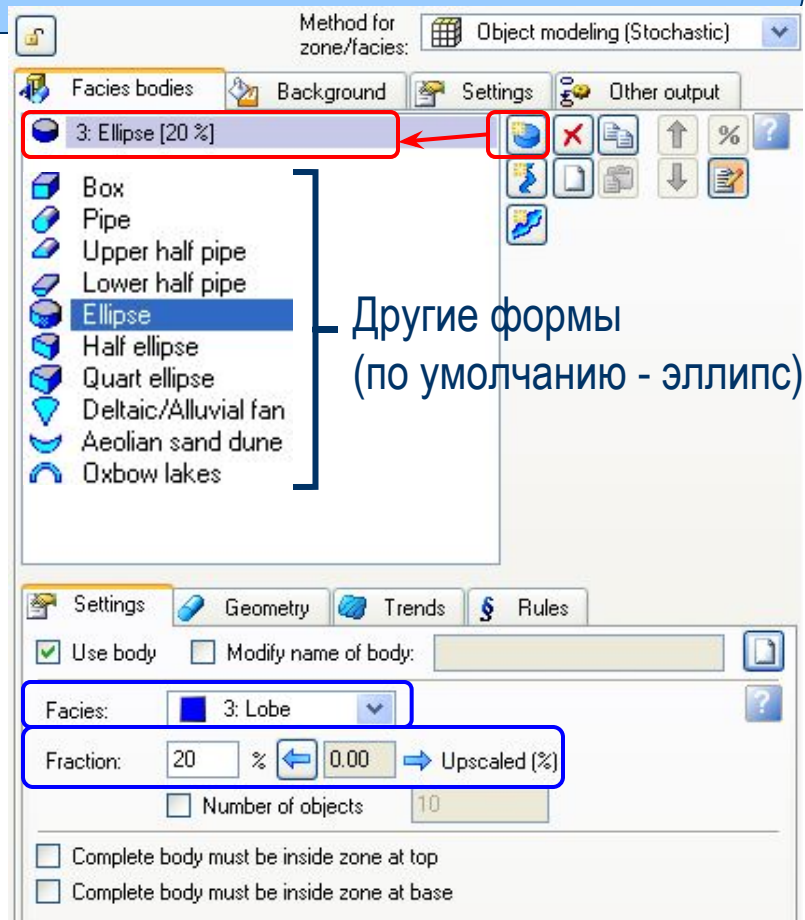 Method for
zone/facies:
Object modeling (Stochastic)
Facies bodies
Background
Settings
Other output
3: Ellipse [20 %]
%
?
Box
Pipe
Upper half pipe
Lower half pipe
Ellipse
Half ellipse
Quart ellipse
Deltaic/Alluvial fan
Aeolian sand dune
Oxbow lakes
Другие формы
(по умолчанию - эллипс)
Settings
Geometry
Trends
§ Rules
Use body
Modify name of body:
Facies:
3: Lobe
?
Fraction: 20 % 0.00 Upscaled (%)
Number of objects 10
Complete body must be inside zone at top
Complete body must be inside zone at base